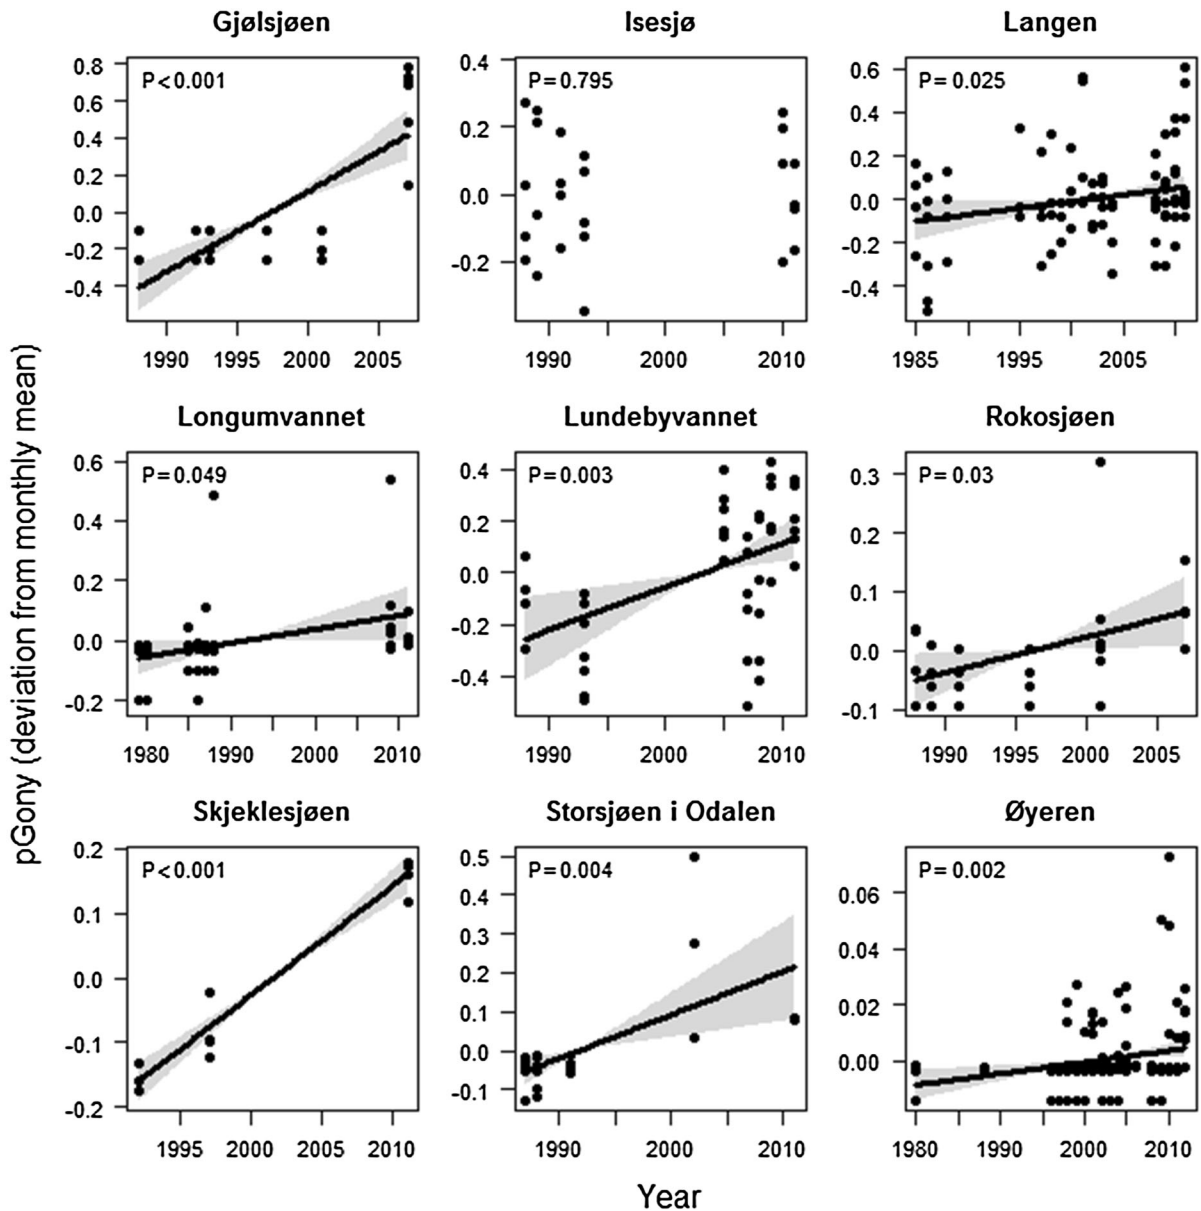 Gjølsjøen Isesjø Langen
P<0.001 P=0.795 P=0.025
0.8 0.6 0.4 0.2 0.0 -0.2 -0.4
0.4 0.2 0.0 -0.2
0.6 0.4 0.2 0.0 -0.2 -0.4
1990 1995 2000 2005 1990 2000 2010 1985 1995 2005
Longumvannet Lundebyvannet Rokosjøen
P=0.049 P=0.003 P=0.03
0.6 0.4 0.2 0.0 -0.2
0.4 0.2 0.0 -0.2 -0.4
0.3 0.2 0.1 0.0 -0.1
1980 1990 2000 2010 1990 2000 2010 1990 1995 2000 2005
Skjeklesjøen Storsjøen i Odalen Øyeren
P<0.001 P=0.004 P=0.002
0.2 0.1 0.0 -0.1 -0.2
0.5 0.4 0.3 0.2 0.1 0.0 -0.1
0.06 0.04 0.02 0.00
1995 2000 2005 2010 1990 2000 2010 1980 1990 2000 2010
pGony (deviation from monthly mean)
Year